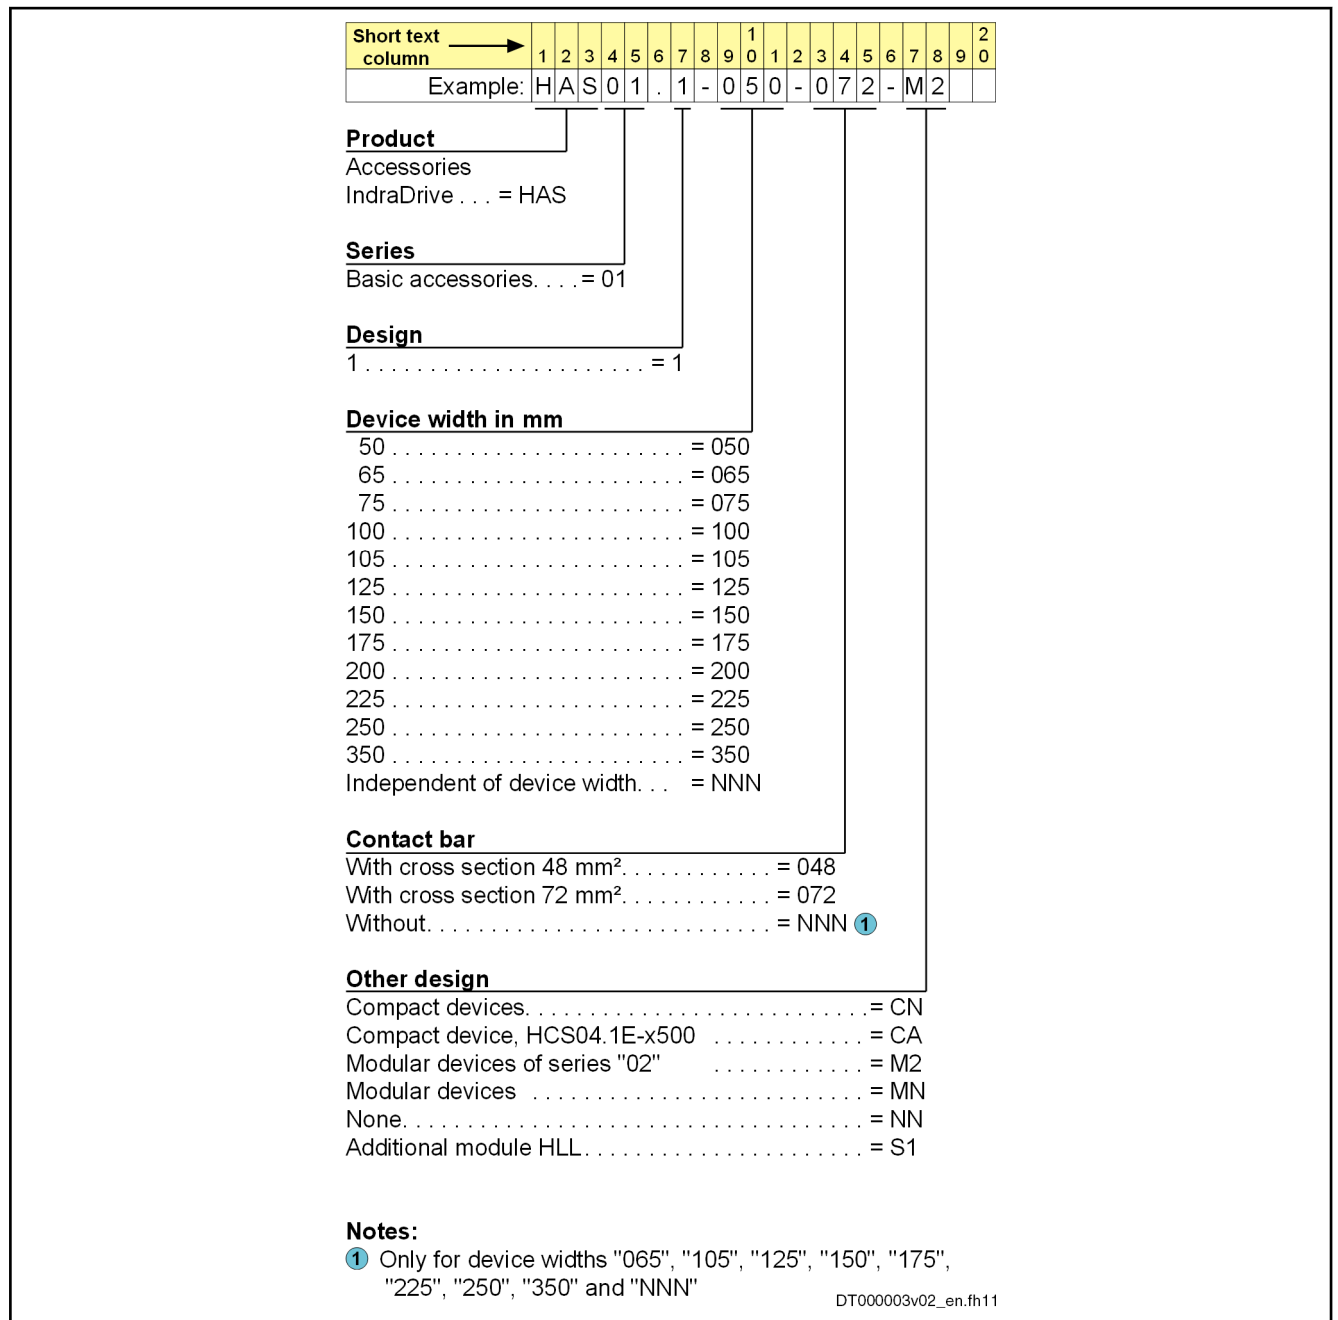 Short text column 1 2 3 4 5 6 7 8 9 10 1 2 3 4 5 6 7 8 9 20
Example: H A S 0 1 . 1 - 0 5 0 - 0 7 2 - M 2
Product
Accessories
IndraDrive . . . = HAS
Series
Basic accessories. . . . = 01
Design
1 . . . . . . . . . . . . . . . . . . . . . . = 1
Device width in mm
50 . . . . . . . . . . . . . . . . . . . . . . . = 050
65 . . . . . . . . . . . . . . . . . . . . . . . = 065
75 . . . . . . . . . . . . . . . . . . . . . . . = 075
100 . . . . . . . . . . . . . . . . . . . . . . . = 100
105 . . . . . . . . . . . . . . . . . . . . . . . = 105
125 . . . . . . . . . . . . . . . . . . . . . . . = 125
150 . . . . . . . . . . . . . . . . . . . . . . . = 150
175 . . . . . . . . . . . . . . . . . . . . . . . = 175
200 . . . . . . . . . . . . . . . . . . . . . . . = 200
225 . . . . . . . . . . . . . . . . . . . . . . . = 225
250 . . . . . . . . . . . . . . . . . . . . . . . = 250
350 . . . . . . . . . . . . . . . . . . . . . . . = 350
Independent of device width. . . = NNN
Contact bar
With cross section 48 mm². . . . . . . . . . . . = 048
With cross section 72 mm². . . . . . . . . . . . = 072
Without. . . . . . . . . . . . . . . . . . . . . . . . . . . = NNN 1
Other design
Compact devices. . . . . . . . . . . . . . . . . . . . . . . . . . .= CN
Compact device, HCS04.1E-x500 . . . . . . . . . . . . = CA
Modular devices of series "02" . . . . . . . . . . . . = M2
Modular devices . . . . . . . . . . . . . . . . . . . . . . . . . . = MN
None. . . . . . . . . . . . . . . . . . . . . . . . . . . . . . . . . . . . = NN
Additional module HLL. . . . . . . . . . . . . . . . . . . . . . = S1
Notes:
1 Only for device widths "065", "105", "125", "150", "175",
"225", "250", "350" and "NNN"
DT000003v02_en.fh11